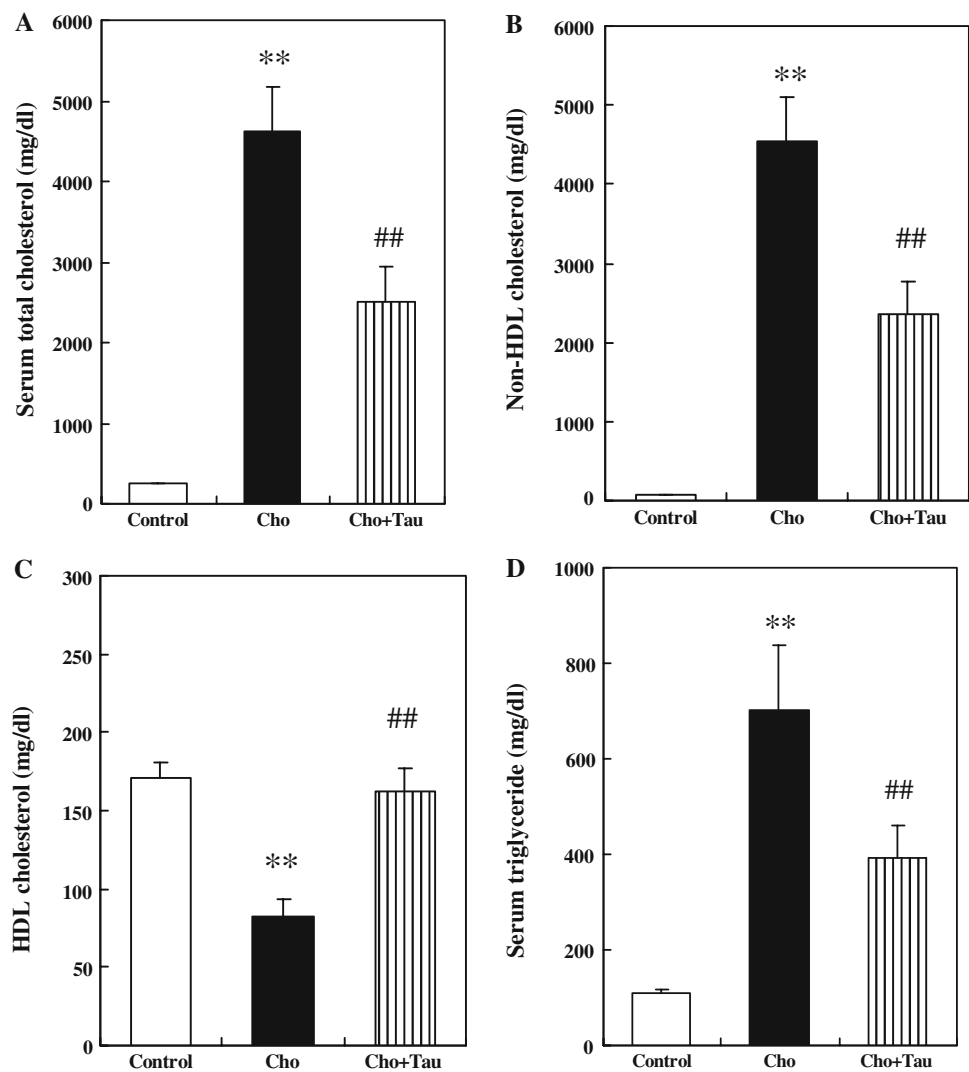 A
Serum total cholesterol (mg/dl)
6000
5000
4000
3000
2000
1000
0
**
##
Control Cho Cho+Tau
B
Non-HDL cholesterol (mg/dl)
6000
5000
4000
3000
2000
1000
0
**
##
Control Cho Cho+Tau
C
HDL cholesterol (mg/dl)
300
250
200
150
100
50
0
**
##
Control Cho Cho+Tau
D
Serum triglyceride (mg/dl)
1000
800
600
400
200
0
**
##
Control Cho Cho+Tau